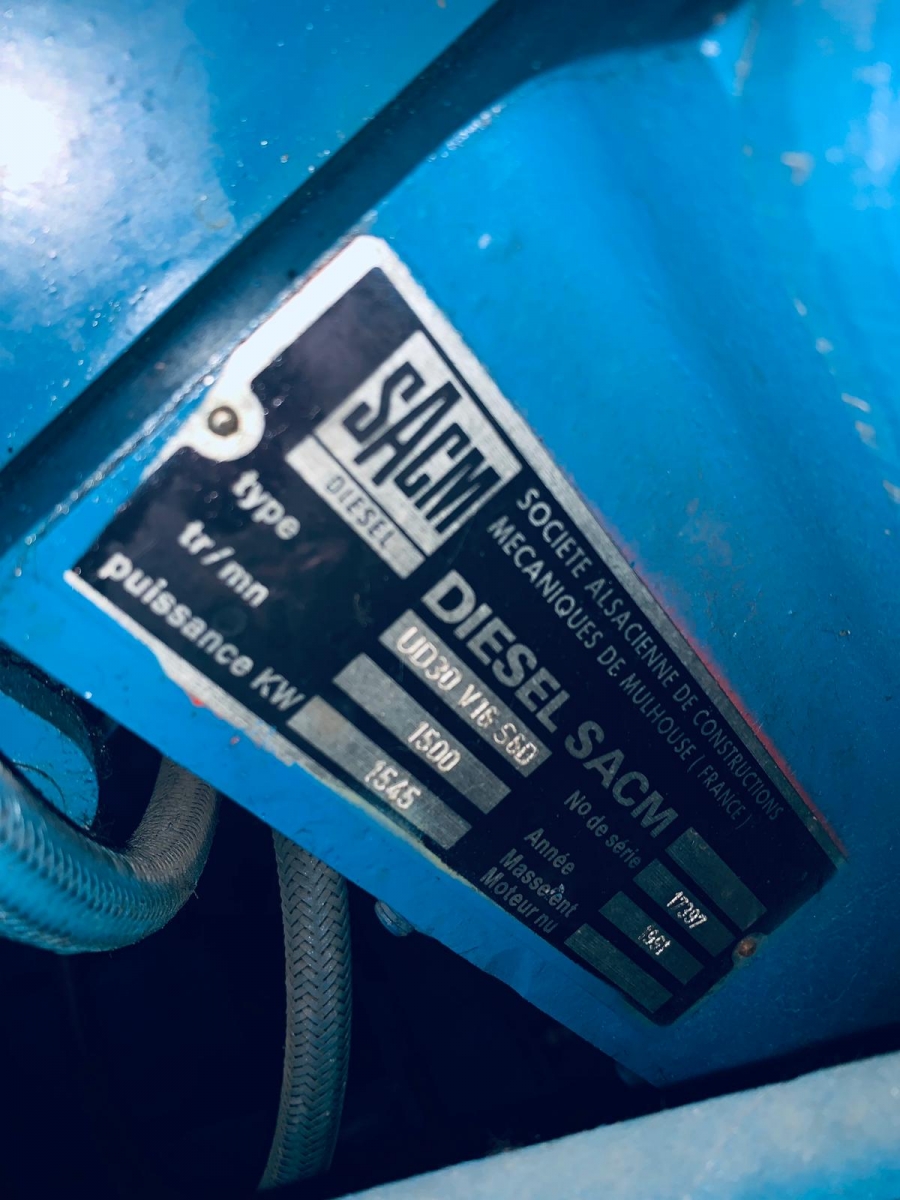 SACM
DIESEL
SOCIETE ALSACIENNE DE CONSTRUCTIONS
MECANIQUES DE MULHOUSE (FRANCE)
DIESEL SACM
type UD30 V16 S6D
tr/mn 1500
puissance KW 1545
No de série 17397
Année 1991
Masse
Moteur nu